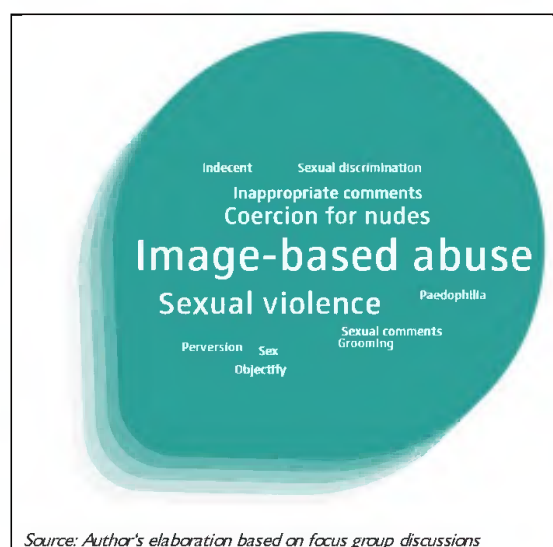 Indecent Sexual discrimination
Inappropriate comments
Coercion for nudes
Image-based abuse
Sexual violence Paedophilia
Sexual comments
Perversion Sex Grooming
Objectify
Source: Author's elaboration based on focus group discussions